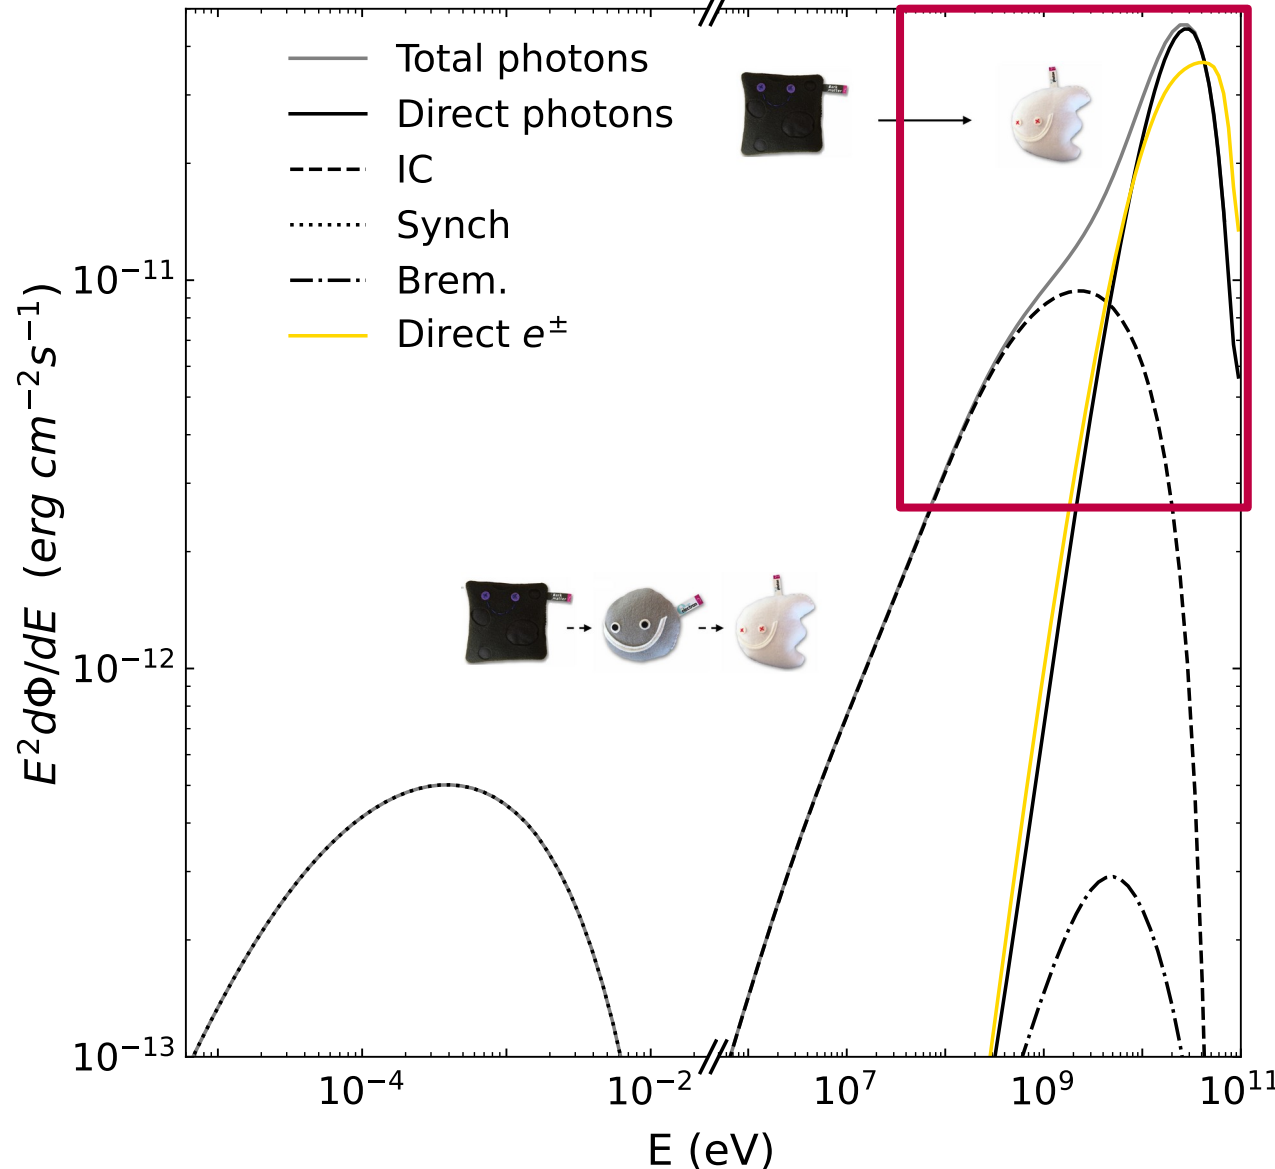 Total photons
Direct photons
IC
Synch
Brem.
Direct e±
10⁻¹¹
10⁻¹²
10⁻¹³
E²dΦ/dE (erg cm⁻²s⁻¹)
10⁻⁴
10⁻²
10⁷
10⁹
10¹¹
E (eV)